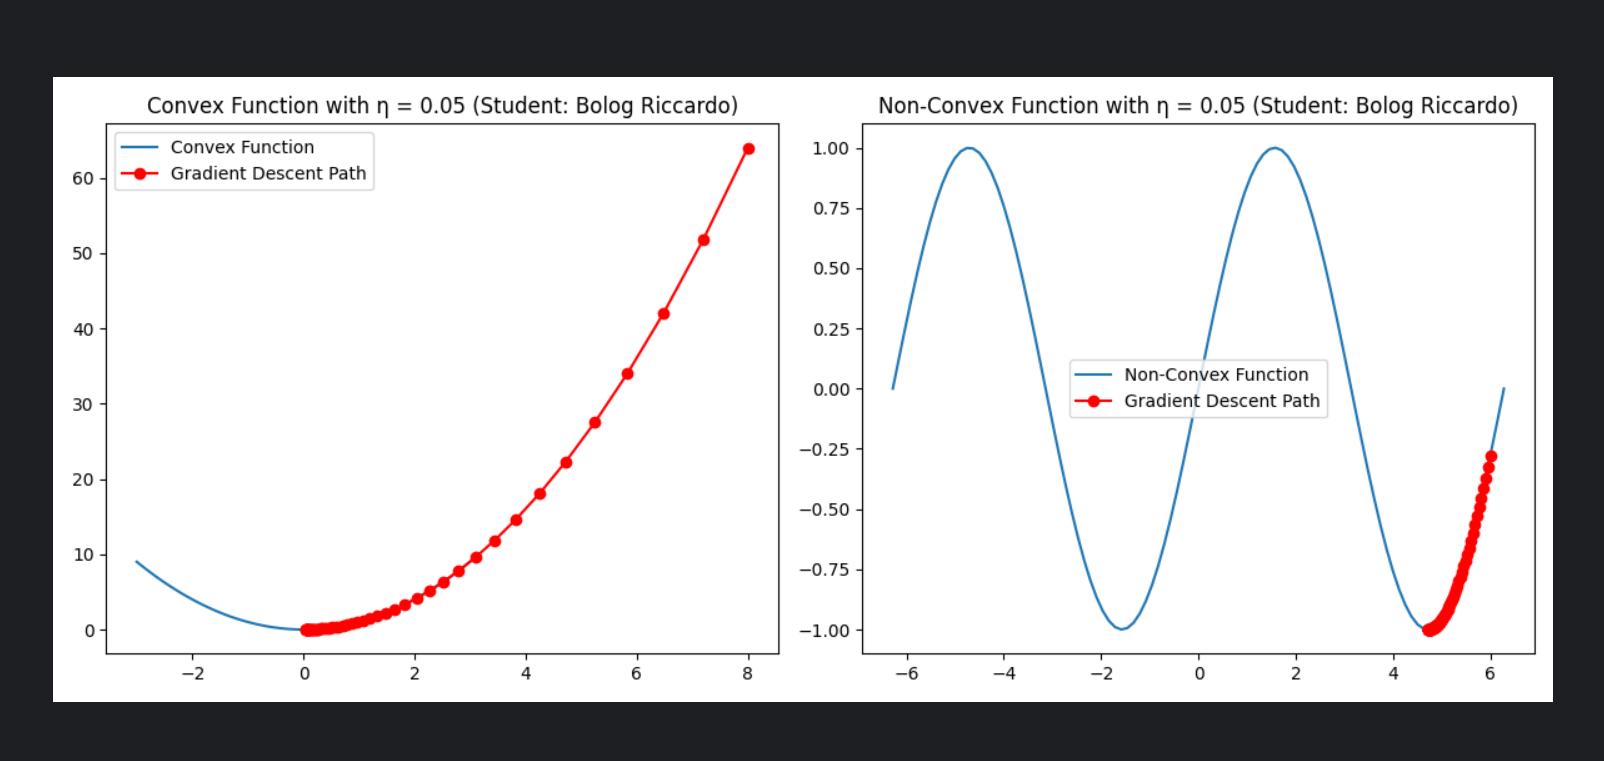 Convex Function with η = 0.05 (Student: Bolog Riccardo)
Convex Function
Gradient Descent Path
60
50
40
30
20
10
0
−2 0 2 4 6 8
Non-Convex Function with η = 0.05 (Student: Bolog Riccardo)
1.00
0.75
0.50
0.25
0.00
−0.25
−0.50
−0.75
−1.00
Non-Convex Function
Gradient Descent Path
−6 −4 −2 0 2 4 6